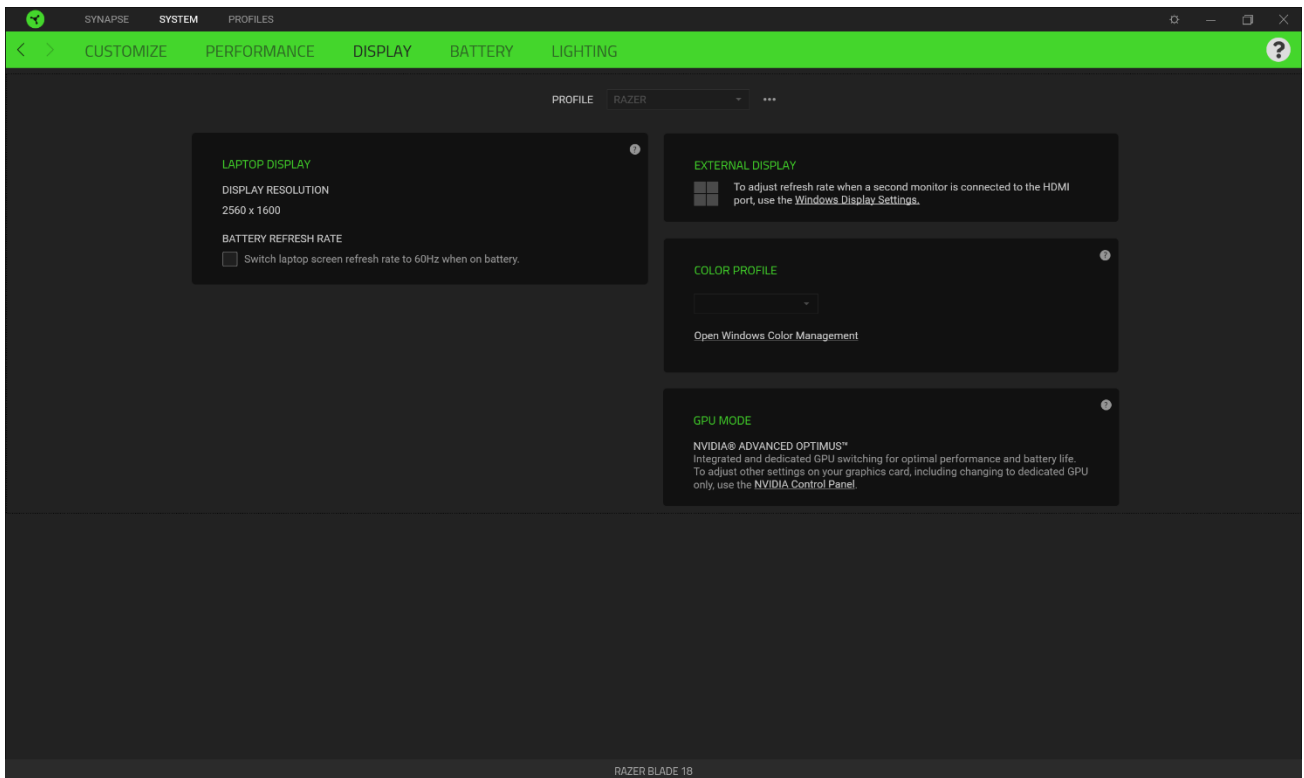 SYNAPSE SYSTEM PROFILES
CUSTOMIZE PERFORMANCE DISPLAY BATTERY LIGHTING ?
PROFILE RAZER •••
LAPTOP DISPLAY
DISPLAY RESOLUTION
2560 x 1600
BATTERY REFRESH RATE
Switch laptop screen refresh rate to 60Hz when on battery.
EXTERNAL DISPLAY
To adjust refresh rate when a second monitor is connected to the HDMI
port, use the Windows Display Settings.
COLOR PROFILE
Open Windows Color Management
GPU MODE
NVIDIA® ADVANCED OPTIMUS™
Integrated and dedicated GPU switching for optimal performance and battery life.
To adjust other settings on your graphics card, including changing to dedicated GPU
only, use the NVIDIA Control Panel.
RAZER BLADE 18